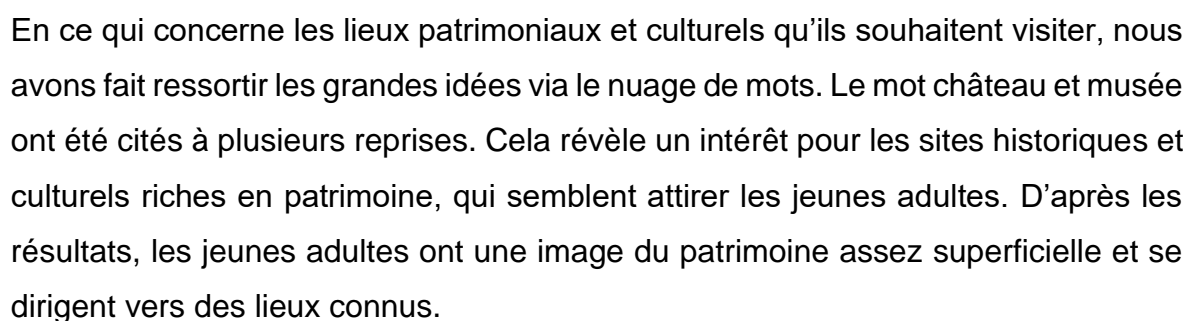 En ce qui concerne les lieux patrimoniaux et culturels qu’ils souhaitent visiter, nous
avons fait ressortir les grandes idées via le nuage de mots. Le mot château et musée
ont été cités à plusieurs reprises. Cela révèle un intérêt pour les sites historiques et
culturels riches en patrimoine, qui semblent attirer les jeunes adultes. D’après les
résultats, les jeunes adultes ont une image du patrimoine assez superficielle et se
dirigent vers des lieux connus.